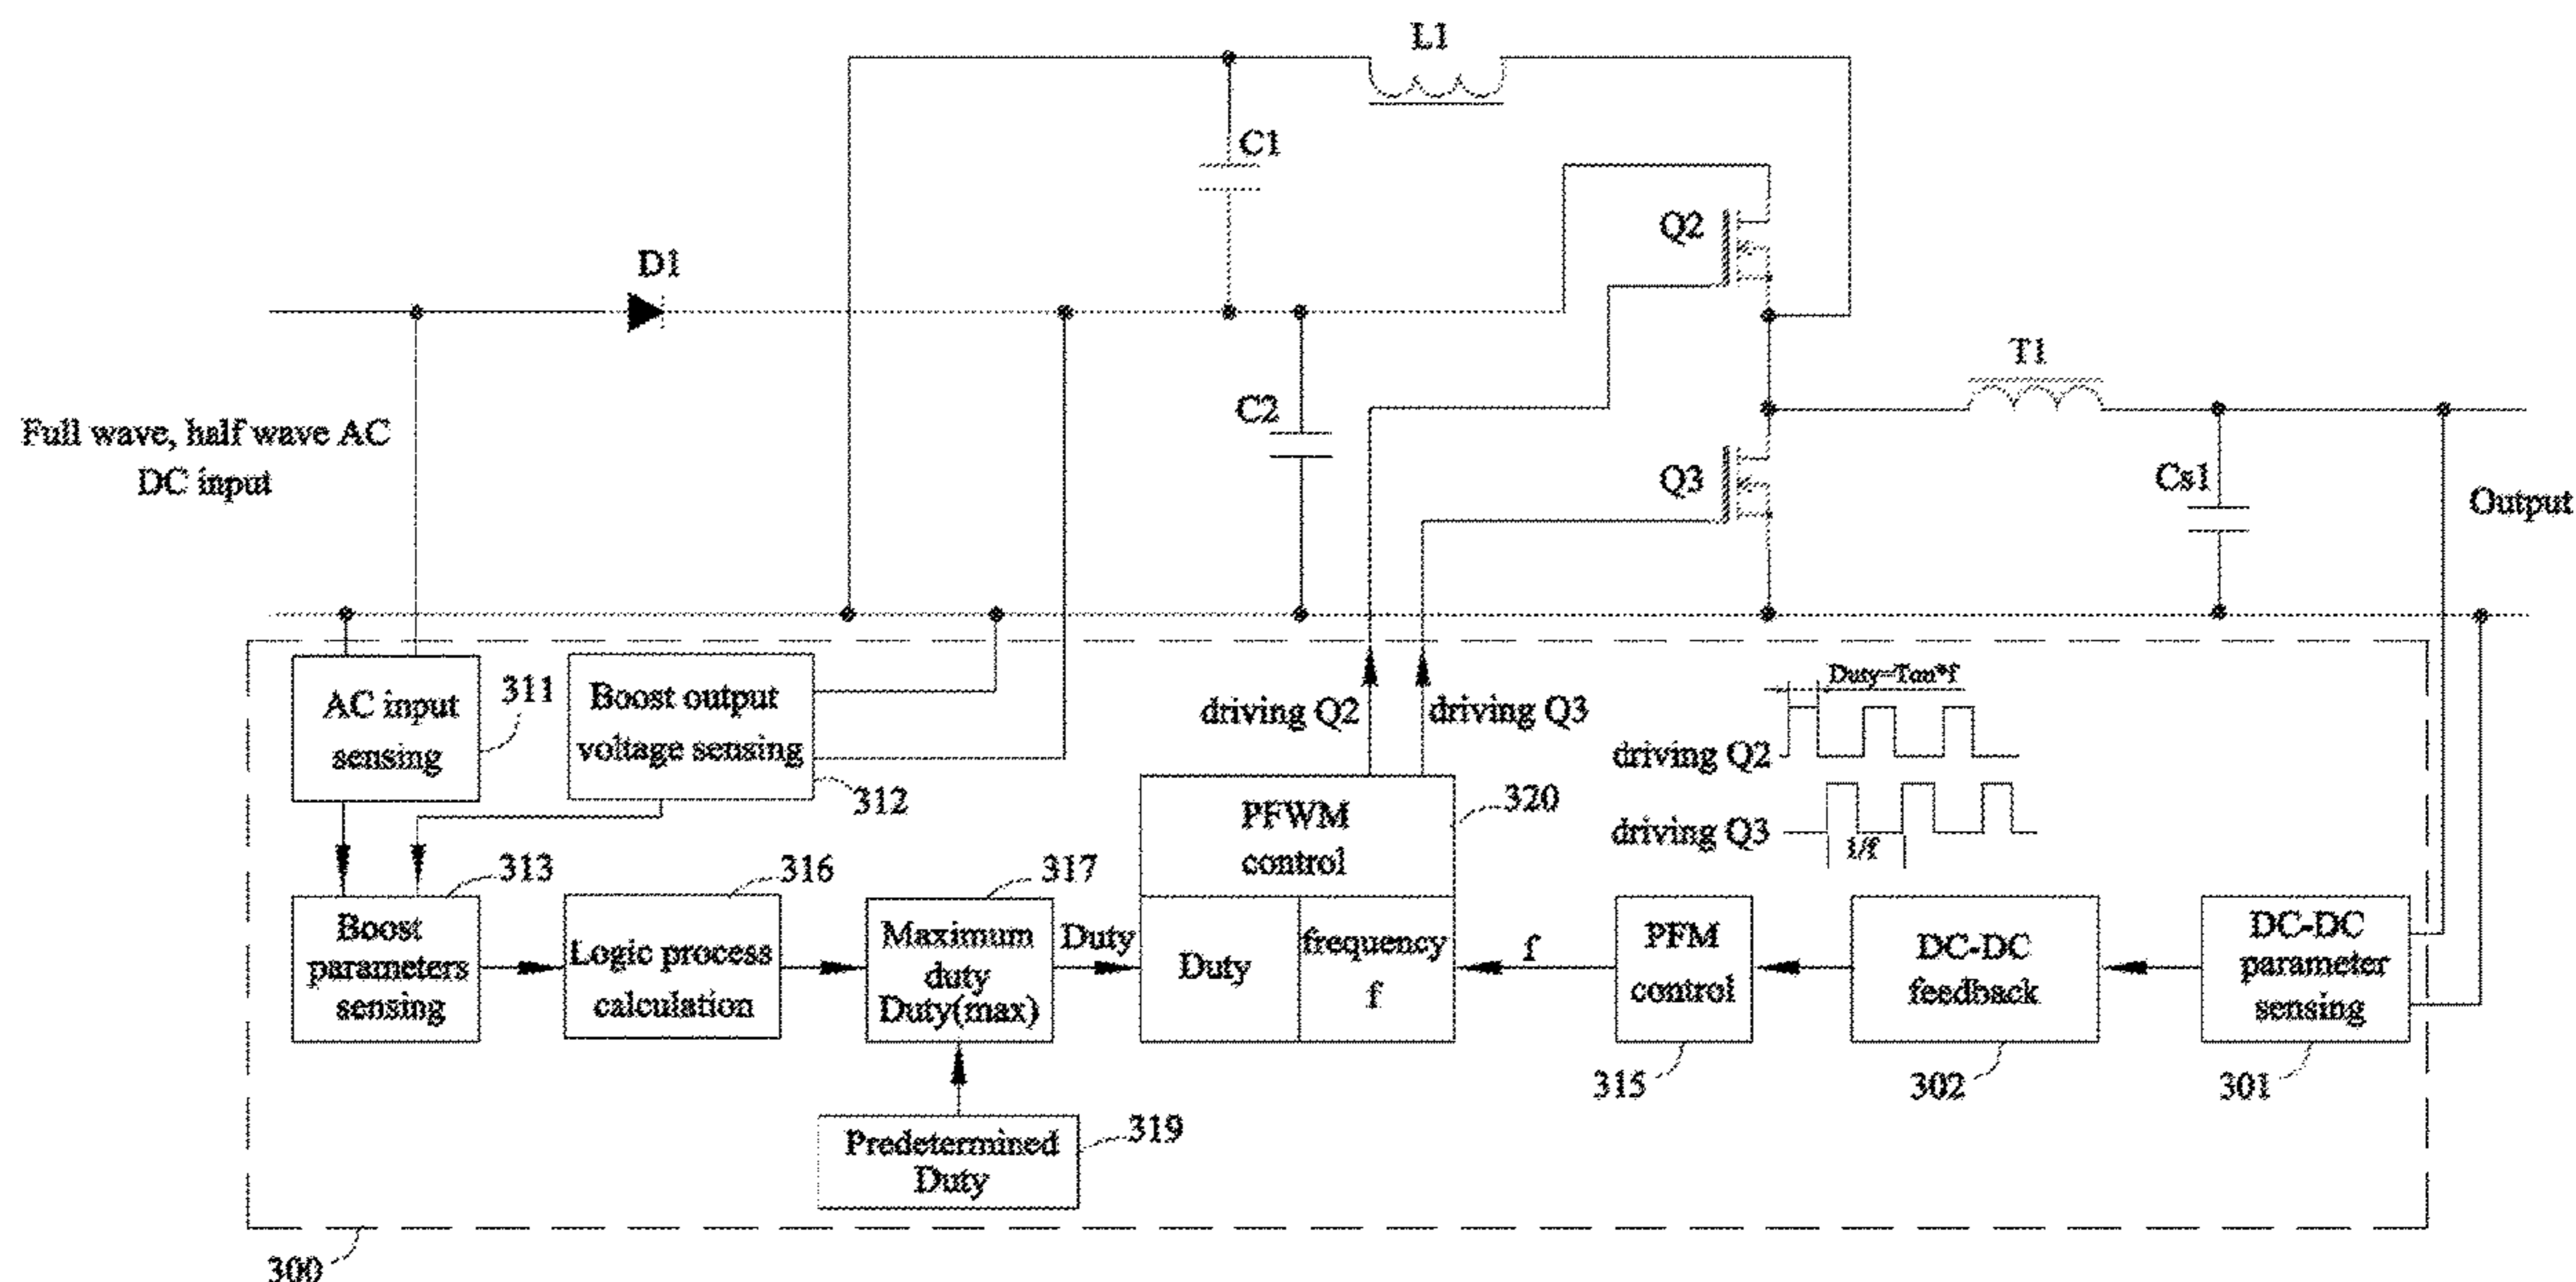 L1
C1
Q2
D1
T1
C2
Full wave, half wave AC
DC input
Q3
Cs1
Output
Duty=Ton*f
AC input
sensing
311
Boost output
voltage sensing
312
driving Q2
driving Q3
driving Q2
driving Q3
1/f
PFWM
control
320
313
316
317
Boost
parameters
sensing
Logic process
calculation
Maximum
duty
Duty(max)
Duty
Duty
frequency
f
f
PFM
control
DC-DC
feedback
DC-DC
parameter
sensing
315
302
301
Predetermined
Duty
319
300